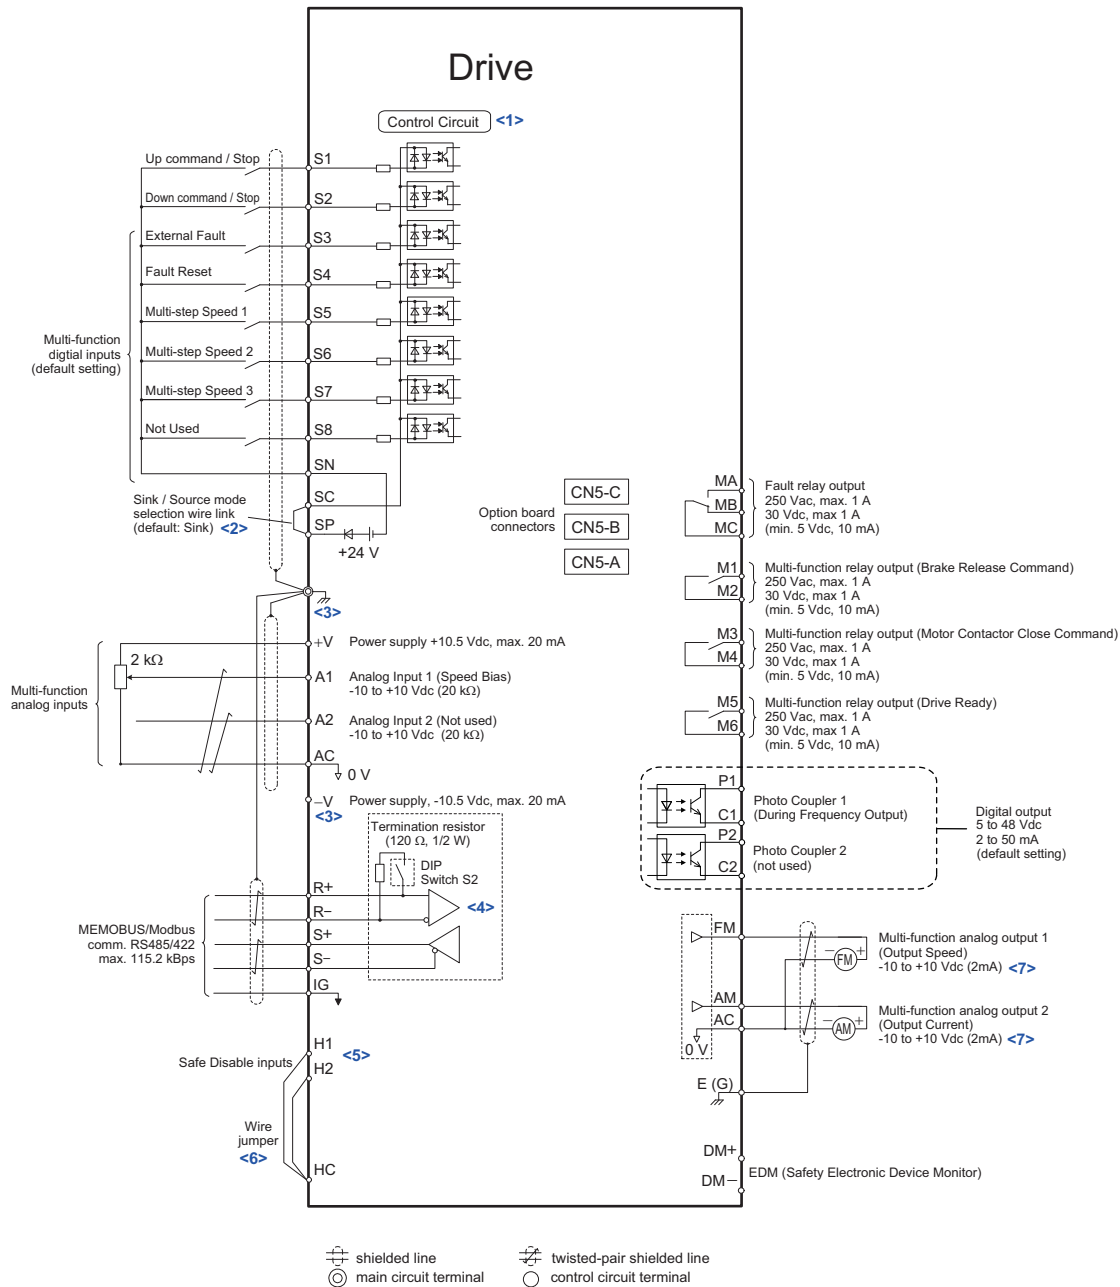 Drive
Control Circuit <1>
Up command / Stop
S1
Down command / Stop
S2
External Fault
S3
Fault Reset
S4
Multi-step Speed 1
S5
Multi-function
digtial inputs
(default setting)
Multi-step Speed 2
S6
Multi-step Speed 3
S7
Not Used
S8
SN
Sink / Source mode
selection wire link
(default: Sink) <2>
SC
SP
+24 V
Option board
connectors
CN5-C
CN5-B
CN5-A
MA
MB
MC
Fault relay output
250 Vac, max. 1 A
30 Vdc, max 1 A
(min. 5 Vdc, 10 mA)
M1
M2
Multi-function relay output (Brake Release Command)
250 Vac, max. 1 A
30 Vdc, max 1 A
(min. 5 Vdc, 10 mA)
<3>
M3
M4
Multi-function relay output (Motor Contactor Close Command)
250 Vac, max. 1 A
30 Vdc, max 1 A
(min. 5 Vdc, 10 mA)
+V
Power supply +10.5 Vdc, max. 20 mA
2 kΩ
Multi-function
analog inputs
A1
Analog Input 1 (Speed Bias)
-10 to +10 Vdc (20 kΩ)
A2
Analog Input 2 (Not used)
-10 to +10 Vdc (20 kΩ)
AC
0 V
M5
M6
Multi-function relay output (Drive Ready)
250 Vac, max. 1 A
30 Vdc, max 1 A
(min. 5 Vdc, 10 mA)
−V
<3>
Power supply, -10.5 Vdc, max. 20 mA
P1
C1
Photo Coupler 1
(During Frequency Output)
P2
C2
Photo Coupler 2
(not used)
Digital output
5 to 48 Vdc
2 to 50 mA
(default setting)
Termination resistor
(120 Ω, 1/2 W)
DIP
Switch S2
<4>
MEMOBUS/Modbus
comm. RS485/422
max. 115.2 kBps
R+
R−
S+
S−
IG
FM
− FM +
Multi-function analog output 1
(Output Speed)
-10 to +10 Vdc (2mA) <7>
AM
AC
0 V
− AM +
Multi-function analog output 2
(Output Current)
-10 to +10 Vdc (2mA) <7>
E (G)
Safe Disable inputs
H1
<5>
H2
Wire
jumper
<6>
HC
DM+
DM−
EDM (Safety Electronic Device Monitor)
shielded line
twisted-pair shielded line
main circuit terminal
control circuit terminal